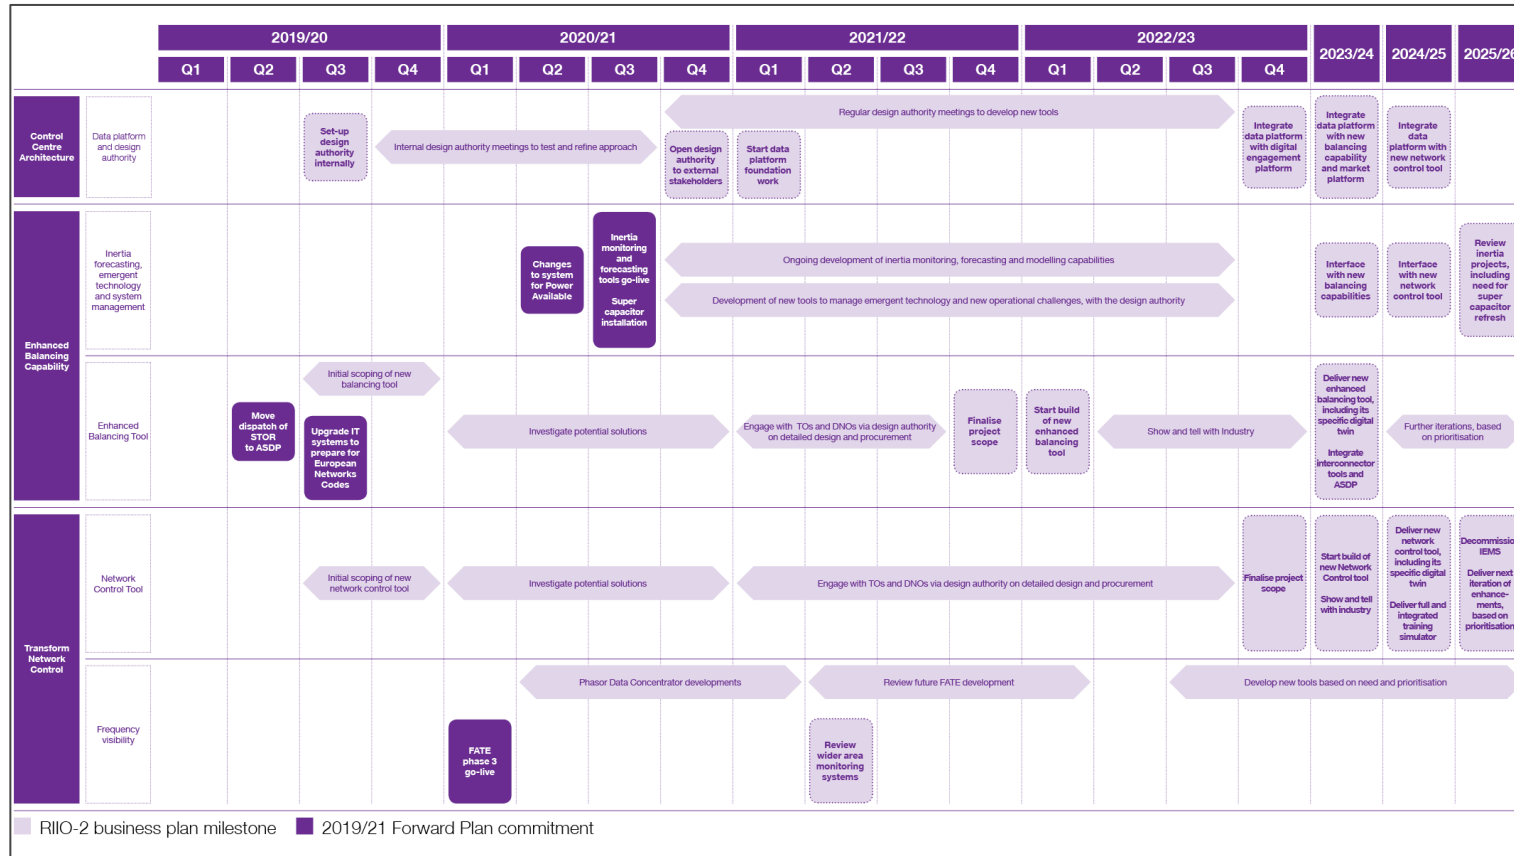 2019/20
2020/21
2021/22
2022/23
2023/24
2024/25
2025/26
Q1
Q2
Q3
Q4
Q1
Q2
Q3
Q4
Q1
Q2
Q3
Q4
Q1
Q2
Q3
Q4
Control
Centre
Architecture
Data platform
and design
authority
Set-up
design
authority
internally
Internal design authority meetings to test and refine approach
Regular design authority meetings to develop new tools
Open design
authority
to external
stakeholders
Start data
platform
foundation
work
Integrate
data platform
with digital
engagement
platform
Integrate
data platform
with new
balancing
capability
and market
platform
Integrate
data
platform with
new network
control tool
Enhanced
Balancing
Capability
Inertia
forecasting,
emergent
technology
and system
management
Changes
to system
for Power
Available
Inertia
monitoring
and
forecasting
tools go-live
Super
capacitor
installation
Ongoing development of inertia monitoring, forecasting and modelling capabilities
Development of new tools to manage emergent technology and new operational challenges, with the design authority
Interface
with new
balancing
capabilities
Interface
with new
network
control tool
Review
inertia
projects,
including
need for
super
capacitor
refresh
Enhanced
Balancing Tool
Move
dispatch of
STOR
to ASDP
Initial scoping of new
balancing tool
Upgrade IT
systems to
prepare for
European
Networks
Codes
Investigate potential solutions
Engage with TOs and DNOs via design authority
on detailed design and procurement
Finalise
project
scope
Start build
of new
enhanced
balancing
tool
Show and tell with Industry
Deliver new
enhanced
balancing tool,
including its
specific digital
twin
Integrate
interconnector
tools and
ASDP
Further iterations, based
on prioritisation
Transform
Network
Control
Network
Control Tool
Initial scoping of new
network control tool
Investigate potential solutions
Engage with TOs and DNOs via design authority on detailed design and procurement
Finalise project
scope
Start build of
new Network
Control tool
Show and tell
with industry
Deliver new
network
control tool,
including its
specific digital
twin
Deliver full and
integrated
training
simulator
Decommission
IEMS
Deliver next
iteration of
enhance-
ments,
based on
prioritisation
Frequency
visibility
FATE
phase 3
go-live
Phasor Data Concentrator developments
Review future FATE development
Review
wider area
monitoring
systems
Develop new tools based on need and prioritisation
RIIO-2 business plan milestone
2019/21 Forward Plan commitment